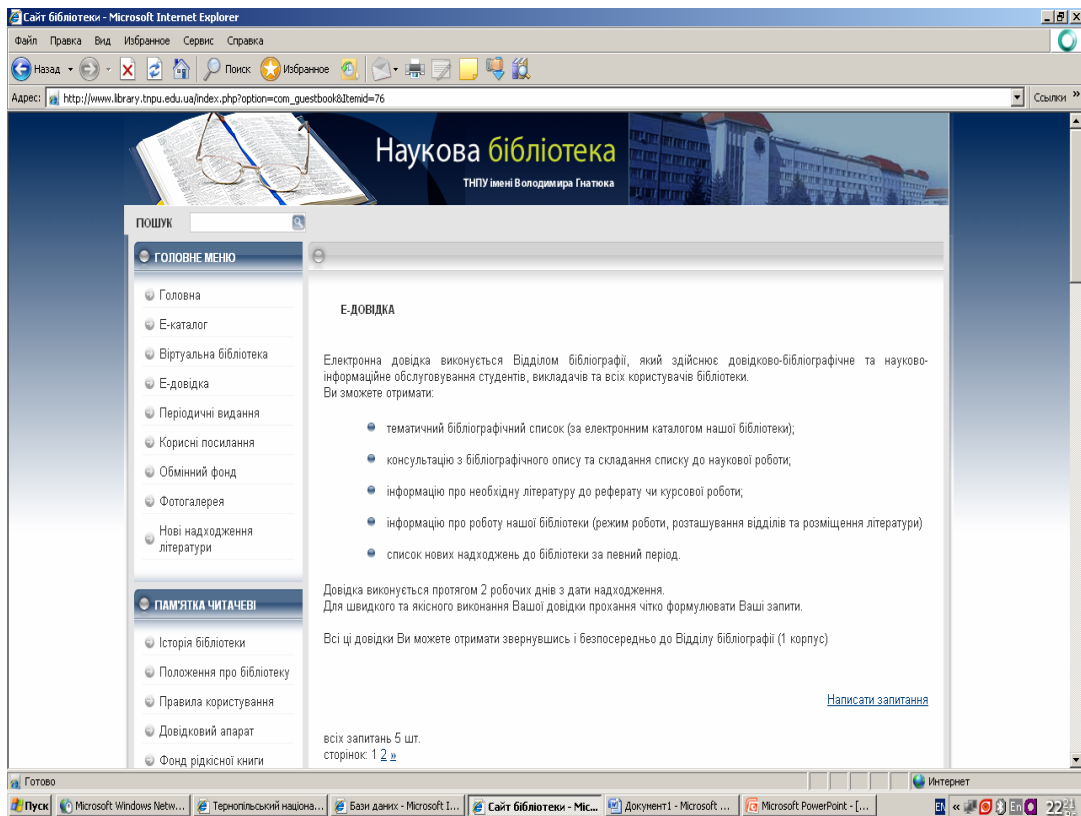 Сайт бібліотеки - Microsoft Internet Explorer
Файл Правка Вид Избранное Сервис Справка
Назад Поиск Избранное
Адрес: http://www.library.tnpu.edu.ua/index.php?option=com_guestbook&Itemid=76 Ссылки »
Наукова бібліотека
ТНПУ імені Володимира Гнатюка
ПОШУК
ГОЛОВНЕ МЕНЮ
Головна
Е-каталог
Віртуальна бібліотека
Е-довідка
Періодичні видання
Корисні посилання
Обмінний фонд
Фотогалерея
Нові надходження
літератури
ПАМ'ЯТКА ЧИТАЧЕВІ
Історія бібліотеки
Положення про бібліотеку
Правила користування
Довідковий апарат
Фонд рідкісної книги
Е-ДОВІДКА
Електронна довідка виконується Відділом бібліографії, який здійснює довідково-бібліографічне та науково-
інформаційне обслуговування студентів, викладачів та всіх користувачів бібліотеки.
Ви зможете отримати:
тематичний бібліографічний список (за електронним каталогом нашої бібліотеки);
консультацію з бібліографічного опису та складання списку до наукової роботи;
інформацію про необхідну літературу до реферату чи курсової роботи;
інформацію про роботу нашої бібліотеки (режим роботи, розташування відділів та розміщення літератури)
список нових надходжень до бібліотеки за певний період.
Довідка виконується протягом 2 робочих днів з дати надходження.
Для швидкого та якісного виконання Вашої довідки прохання чітко формулювати Ваші запити.
Всі ці довідки Ви можете отримати звернувшись і безпосередньо до Відділу бібліографії (1 корпус)
Написати запитання
всіх запитань 5 шт.
сторінок: 1 2 »
Готово Интернет
Пуск Microsoft Windows Netw... Тернопільський націона... Бази даних - Microsoft I... Сайт бібліотеки - Mic... Документ1 - Microsoft ... Microsoft PowerPoint - [... EN « En